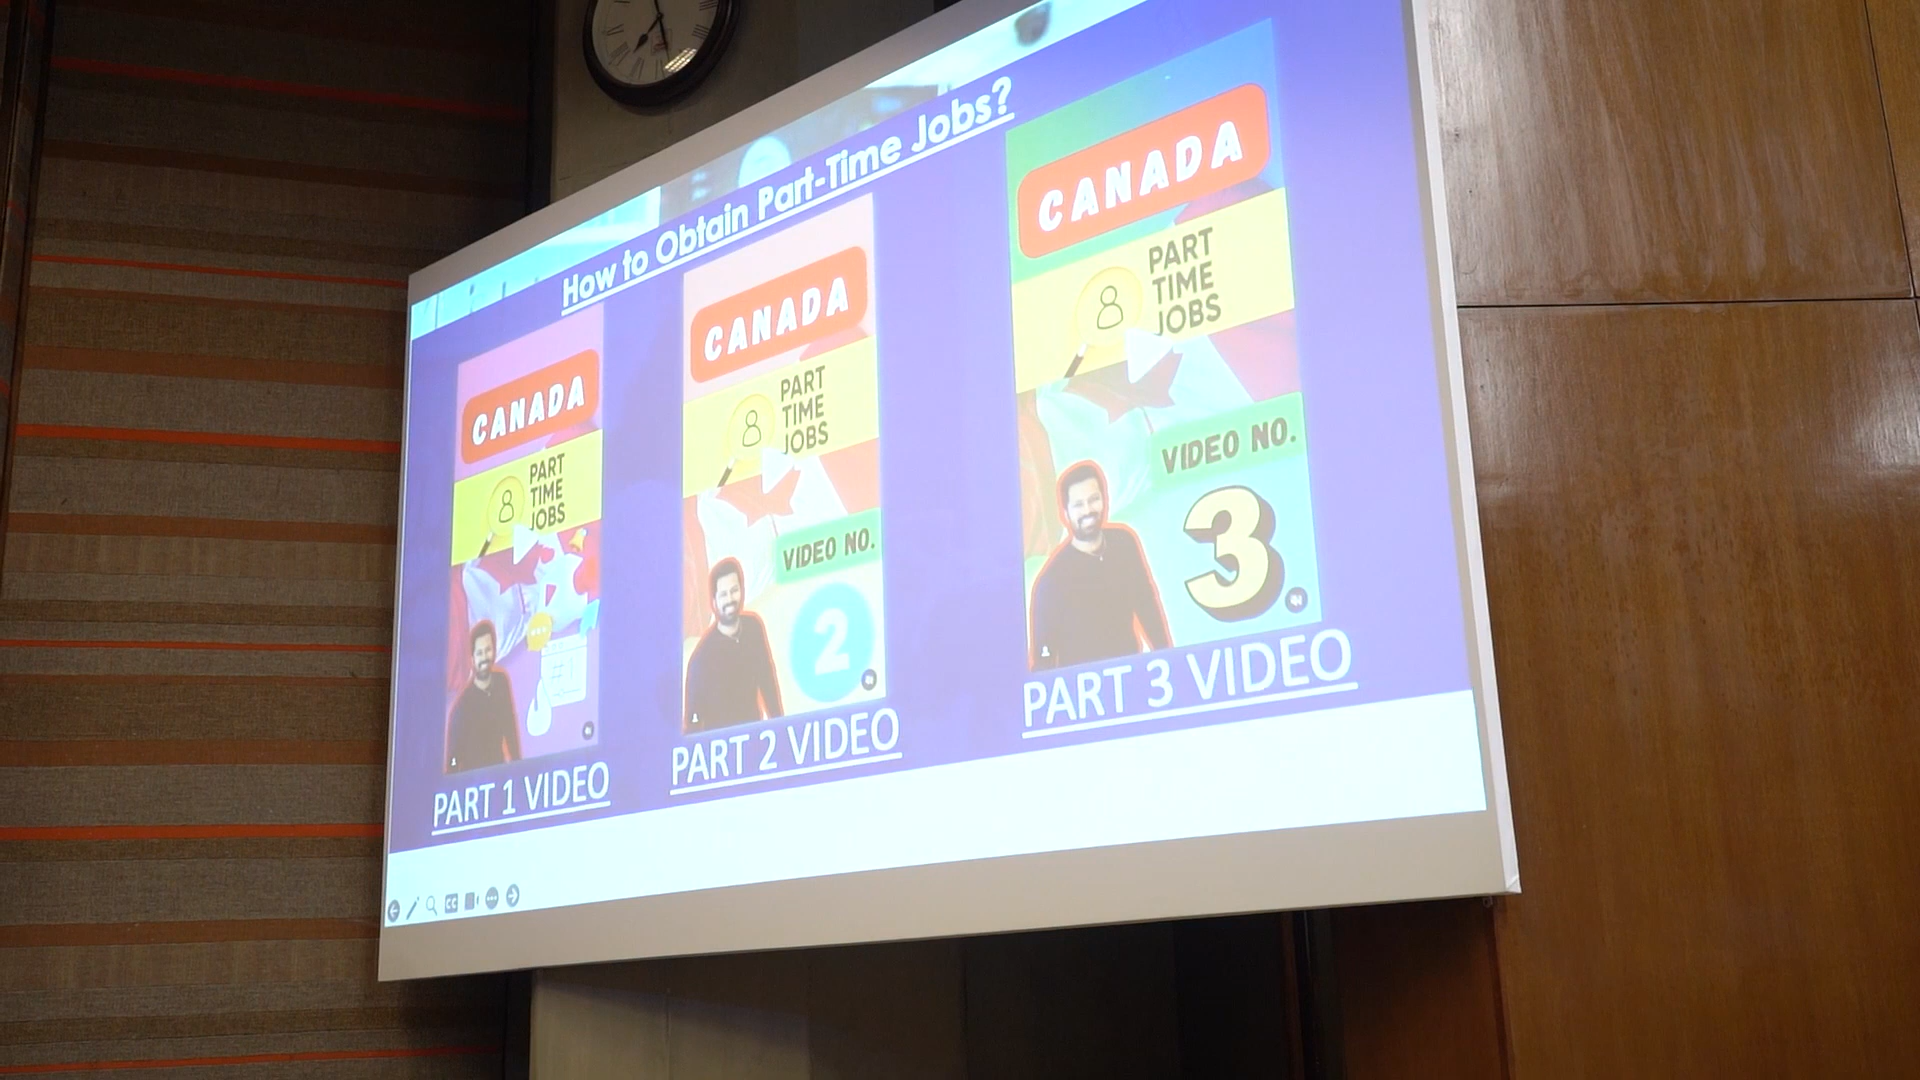 How to Obtain Part-Time Jobs?
CANADA
PART
TIME
JOBS
PART 1 VIDEO
CANADA
PART
TIME
JOBS
VIDEO NO.
2
PART 2 VIDEO
CANADA
PART
TIME
JOBS
VIDEO NO.
3
PART 3 VIDEO
CC